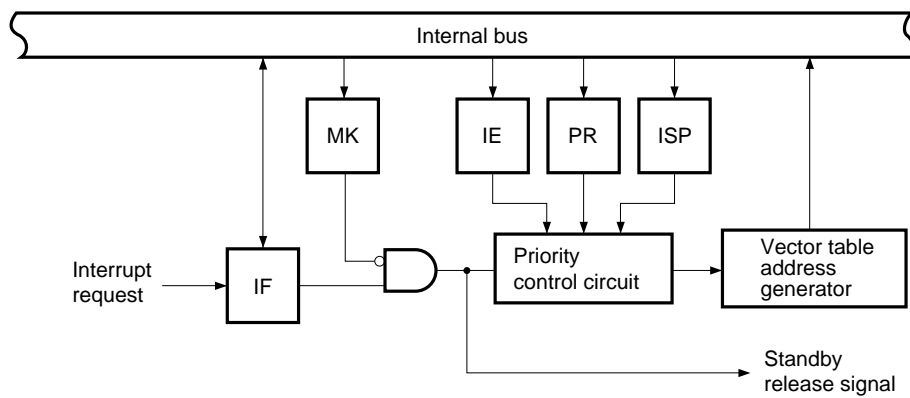 Internal bus
MK
IE
PR
ISP
Interrupt
request
IF
Priority
control circuit
Vector table
address
generator
Standby
release signal